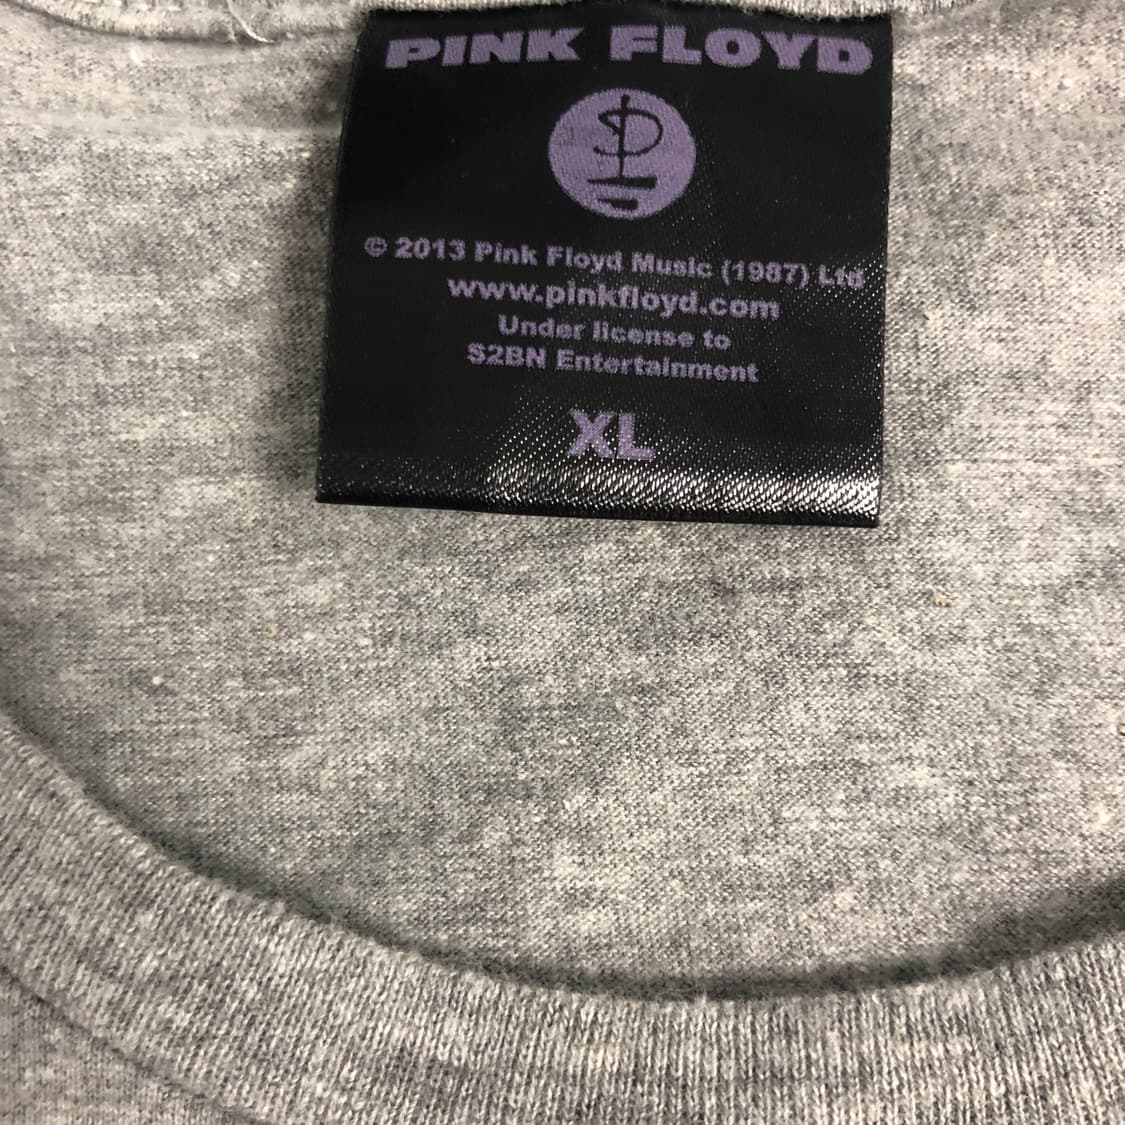 PINK FLOYD
© 2013 Pink Floyd Music (1987) Ltd
www.pinkfloyd.com
Under license to
S2BN Entertainment
XL